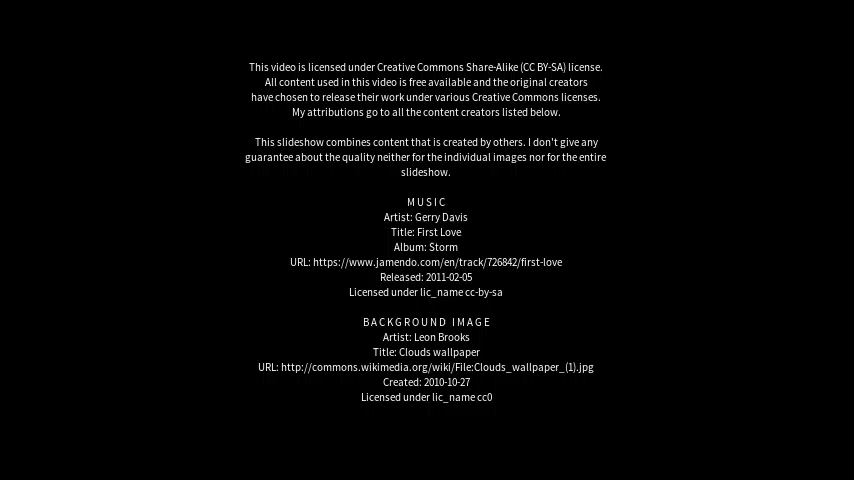 This video is licensed under Creative Commons Share-Alike (CC BY-SA) license.
All content used in this video is free available and the original creators
have chosen to release their work under various Creative Commons licenses.
My attributions go to all the content creators listed below.
This slideshow combines content that is created by others. I don't give any
guarantee about the quality neither for the individual images nor for the entire
slideshow.
MUSIC
Artist: Gerry Davis
Title: First Love
Album: Storm
URL: https://www.jamendo.com/en/track/726842/first-love
Released: 2011-02-05
Licensed under lic_name cc-by-sa
BACKGROUND IMAGE
Artist: Leon Brooks
Title: Clouds wallpaper
URL: http://commons.wikimedia.org/wiki/File:Clouds_wallpaper_(1).jpg
Created: 2010-10-27
Licensed under lic_name cc0